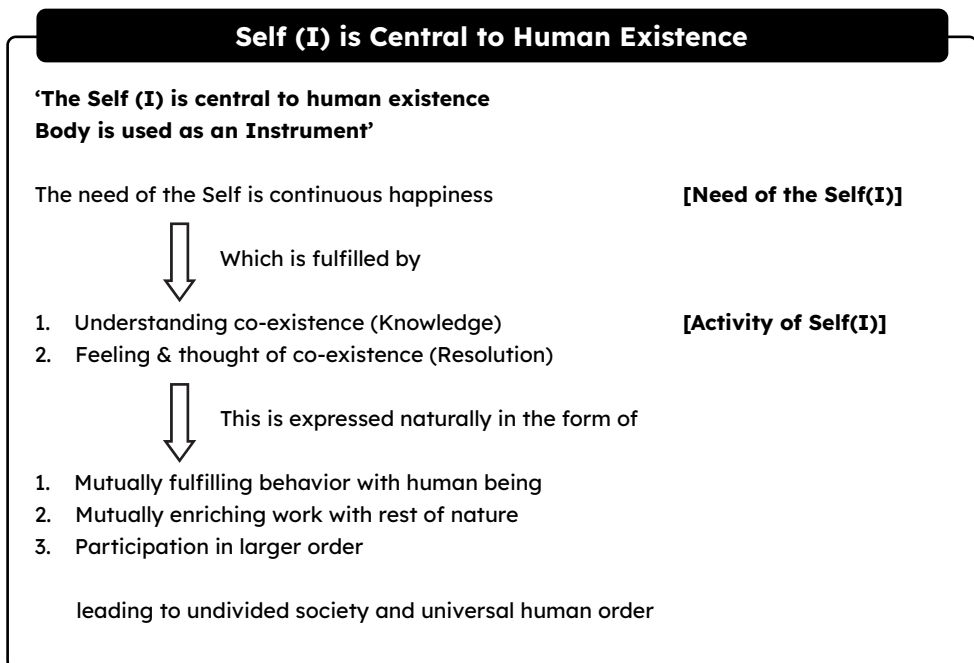 Self (I) is Central to Human Existence
‘The Self (I) is central to human existence
Body is used as an Instrument’
The need of the Self is continuous happiness [Need of the Self(I)]
Which is fulfilled by
1. Understanding co-existence (Knowledge) [Activity of Self(I)]
2. Feeling & thought of co-existence (Resolution)
This is expressed naturally in the form of
1. Mutually fulfilling behavior with human being
2. Mutually enriching work with rest of nature
3. Participation in larger order
leading to undivided society and universal human order